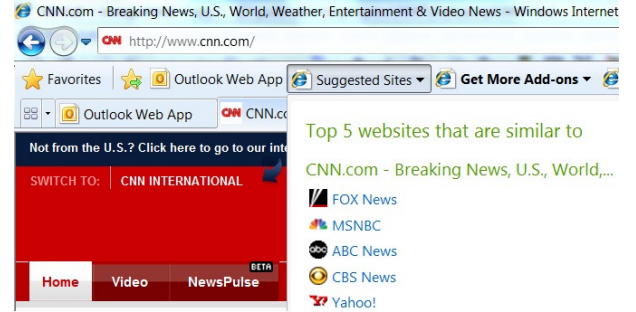 CNN.com - Breaking News, U.S., World, Weather, Entertainment & Video News - Windows Internet
CNN http://www.cnn.com/
Favorites Outlook Web App Suggested Sites Get More Add-ons
Outlook Web App CNN CNN.co
Top 5 websites that are similar to
CNN.com - Breaking News, U.S., World,...
FOX News
MSNBC
abc ABC News
CBS News
Y? Yahoo!
Not from the U.S.? Click here to go to our inte
SWITCH TO: CNN INTERNATIONAL
BETA
Home Video NewsPulse